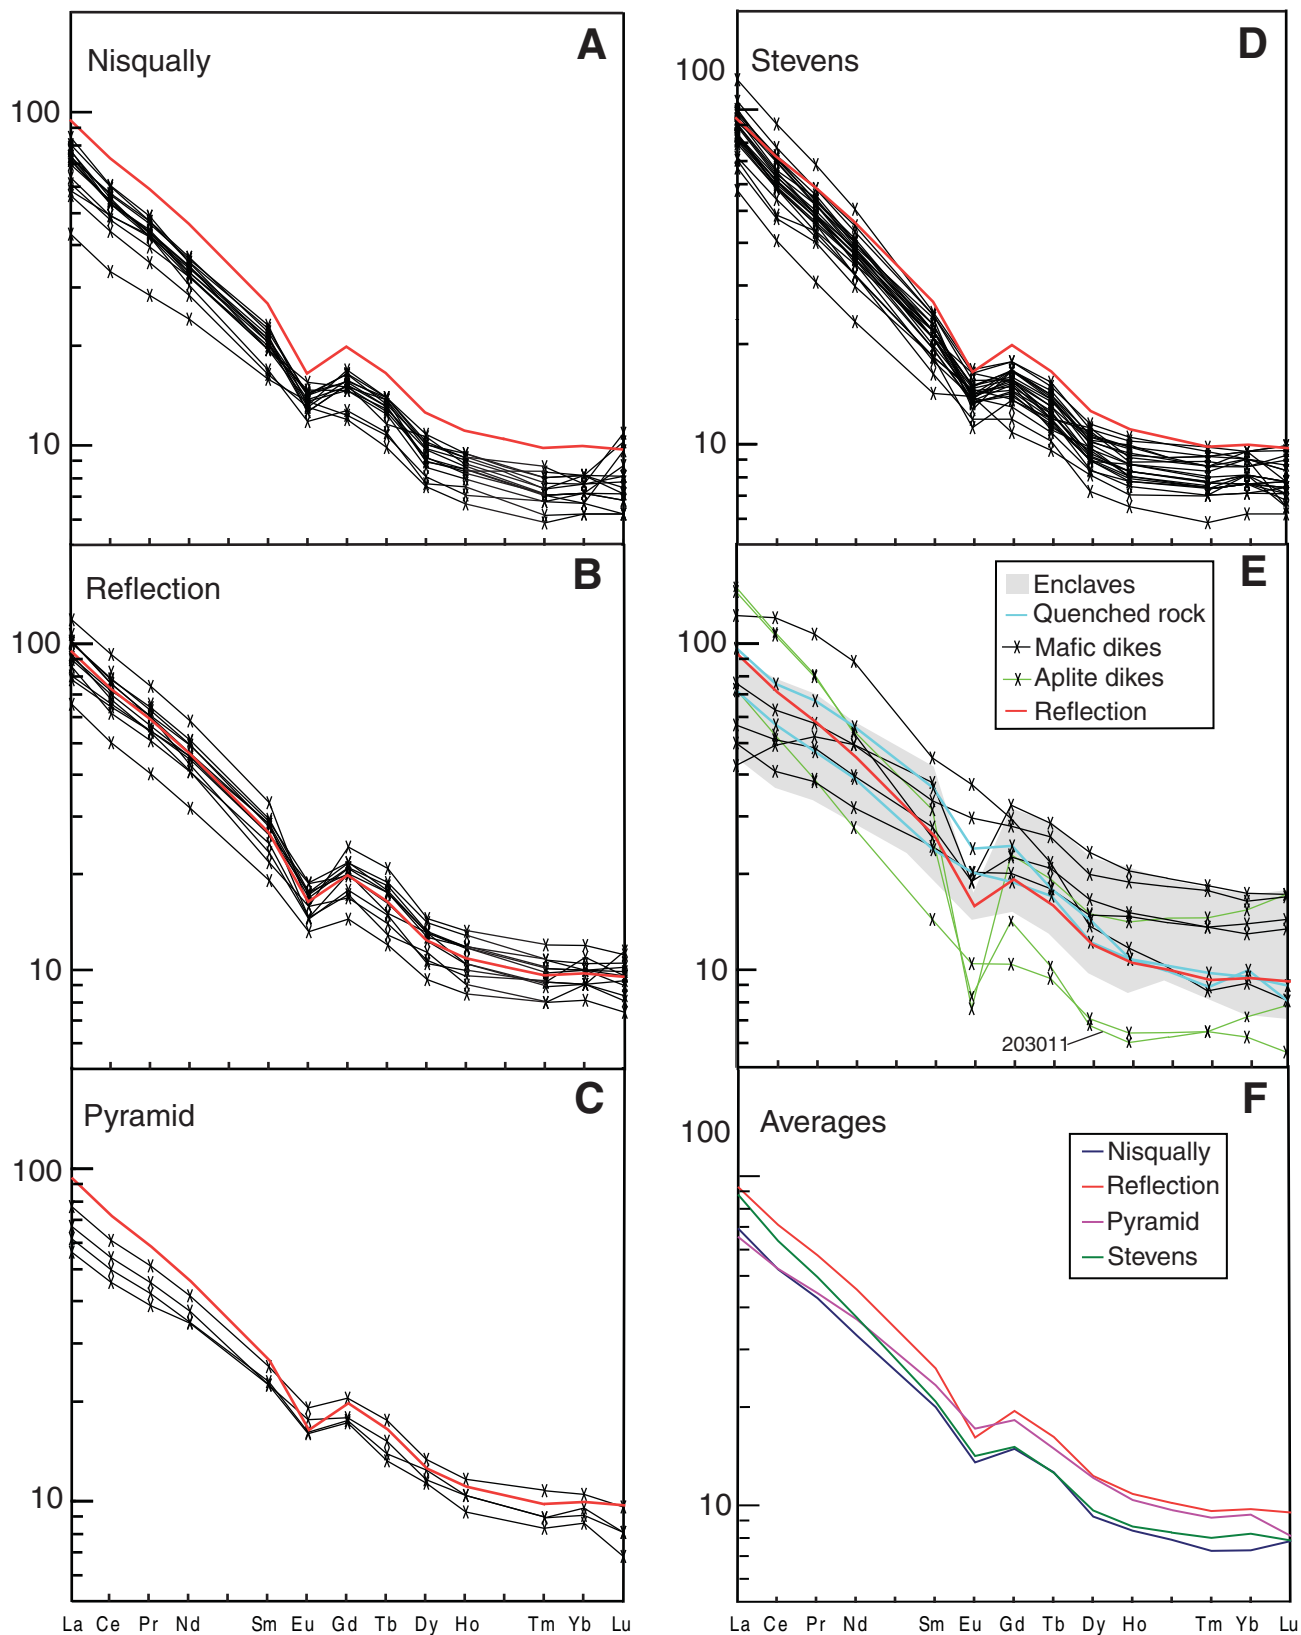 Nisqually
A
100
10
Reflection
B
100
10
Pyramid
C
100
10
La Ce Pr Nd Sm Eu Gd Tb Dy Ho Tm Yb Lu
Stevens
D
100
10
E
Enclaves
Quenched rock
Mafic dikes
Aplite dikes
Reflection
100
10
203011
Averages
F
100
Nisqually
Reflection
Pyramid
Stevens
10
La Ce Pr Nd Sm Eu Gd Tb Dy Ho Tm Yb Lu